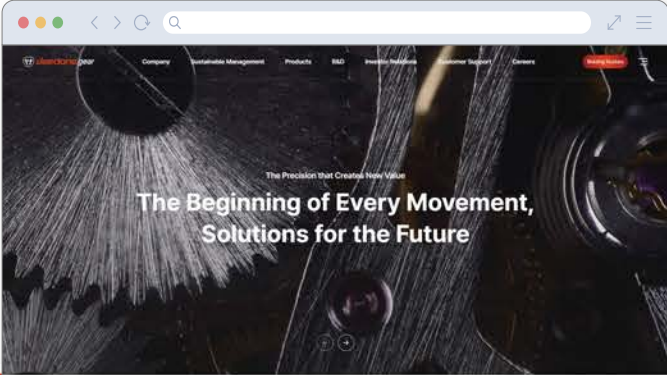 gear
Company
Sustainable Management
Products
R&D
Investor Relations
Customer Support
Careers
The Precision that Creates New Value
The Beginning of Every Movement,
Solutions for the Future